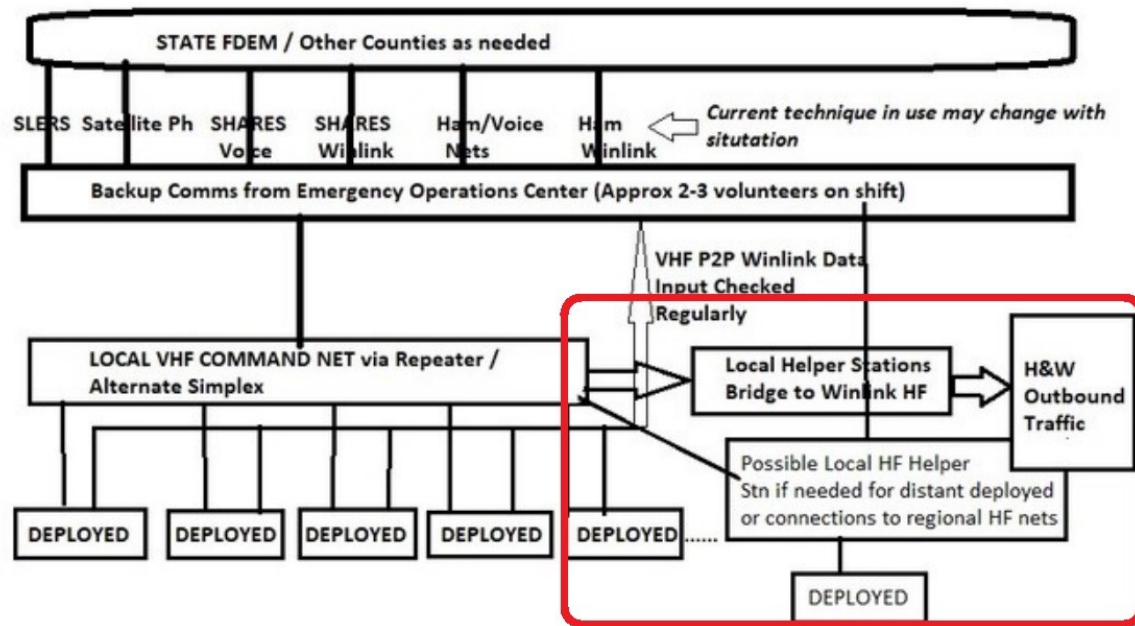 STATE FDEM / Other Counties as needed
SLERS
Satellite Ph
SHARES
Voice
SHARES
Winlink
Ham/Voice
Nets
Ham
Winlink
Current technique in use may change with
situtation
Backup Comms from Emergency Operations Center (Approx 2-3 volunteers on shift)
VHF P2P Winlink Data
Input Checked
Regularly
LOCAL VHF COMMAND NET via Repeater /
Alternate Simplex
Local Helper Stations
Bridge to Winlink HF
H&W
Outbound
Traffic
Possible Local HF Helper
Stn if needed for distant deployed
or connections to regional HF nets
DEPLOYED
DEPLOYED
DEPLOYED
DEPLOYED
DEPLOYED ......
DEPLOYED